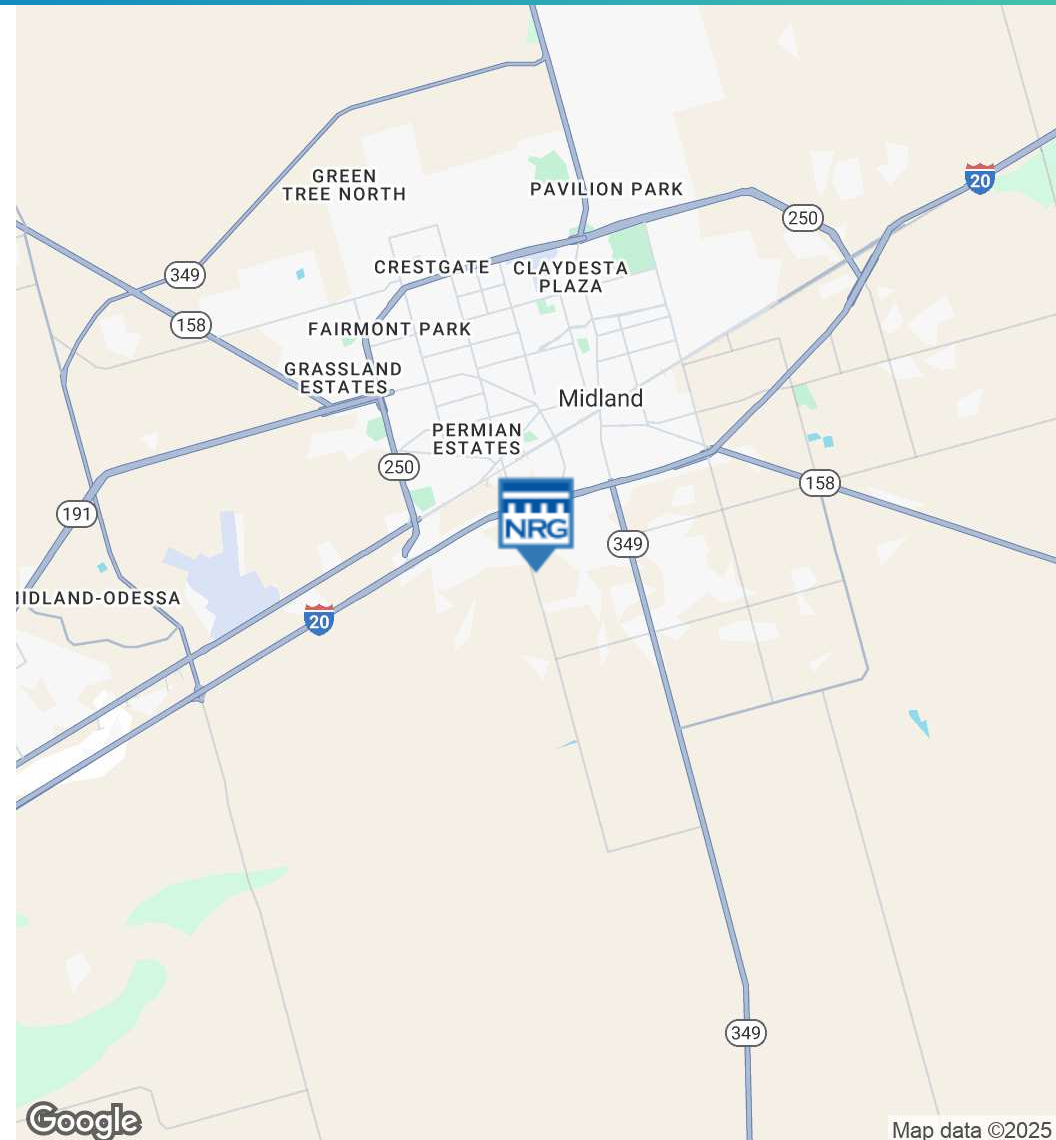 20
GREEN
TREE NORTH
PAVILION PARK
250
349
CRESTGATE
CLAYDESTA
PLAZA
158
FAIRMONT PARK
GRASSLAND
ESTATES
Midland
PERMIAN
ESTATES
250
158
191
NRG
349
IDLAND-ODESSA
20
349
Google
Map data ©2025